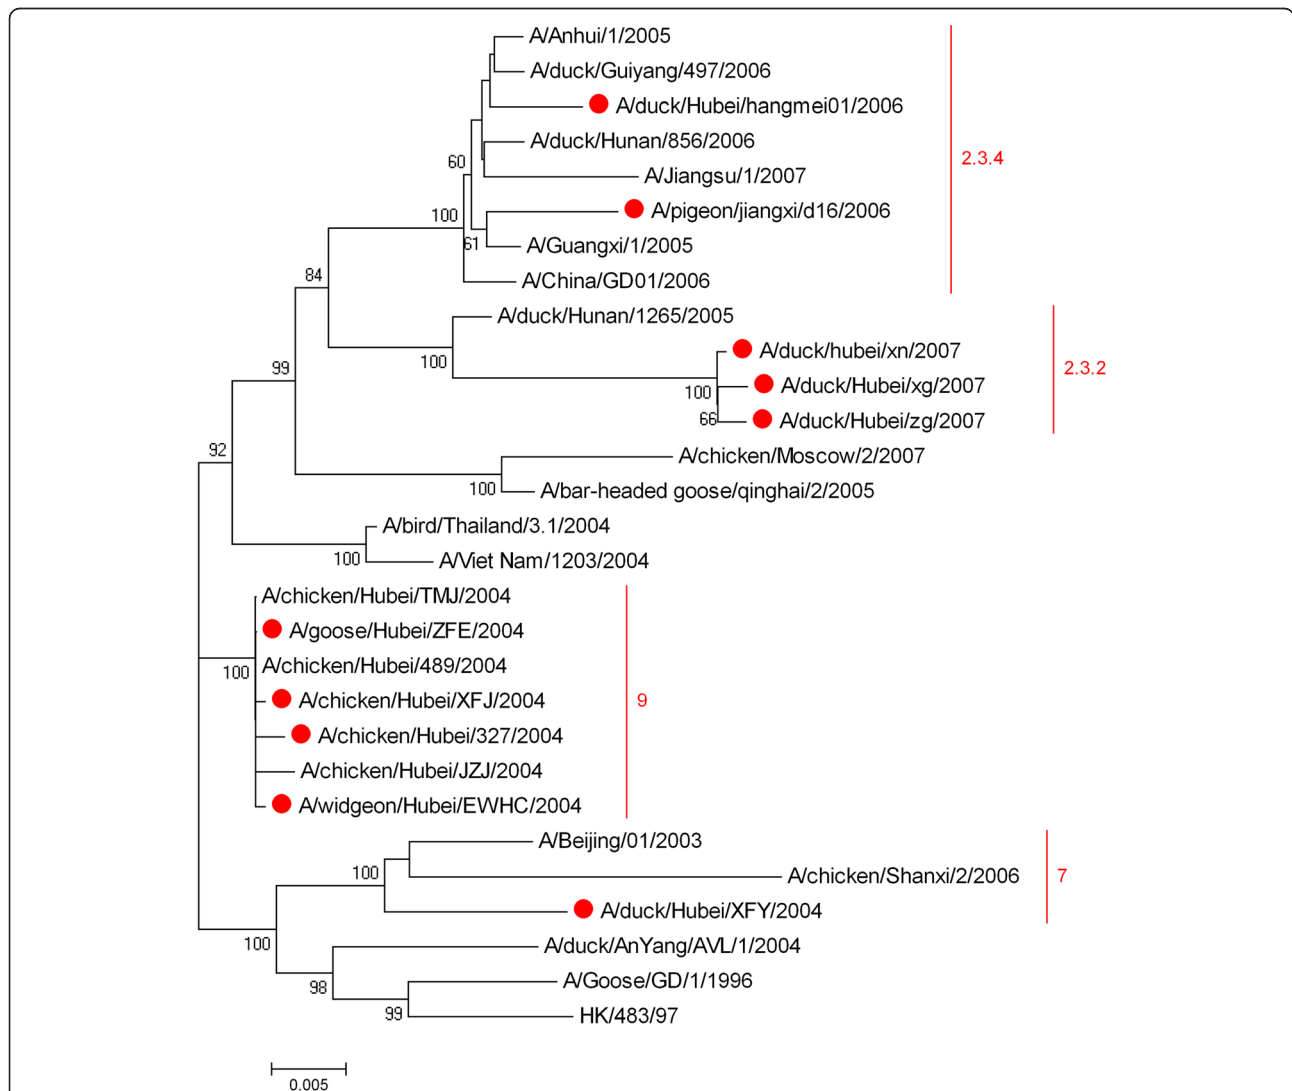 A/Anhui/1/2005
A/duck/Guiyang/497/2006
A/duck/Hubei/hangmei01/2006
A/duck/Hunan/856/2006
2.3.4
60
A/Jiangsu/1/2007
A/pigeon/jiangxi/d16/2006
100
61
A/Guangxi/1/2005
84
A/China/GD01/2006
A/duck/Hunan/1265/2005
A/duck/hubei/xn/2007
100
99
2.3.2
A/duck/Hubei/xg/2007
100
66
A/duck/Hubei/zg/2007
92
A/chicken/Moscow/2/2007
100
A/bar-headed goose/qinghai/2/2005
A/bird/Thailand/3.1/2004
100
A/Viet Nam/1203/2004
A/chicken/Hubei/TMJ/2004
A/goose/Hubei/ZFE/2004
100
A/chicken/Hubei/489/2004
A/chicken/Hubei/XFJ/2004
9
A/chicken/Hubei/327/2004
A/chicken/Hubei/JZJ/2004
A/widgeon/Hubei/EWHC/2004
A/Beijing/01/2003
100
A/chicken/Shanxi/2/2006
7
A/duck/Hubei/XFY/2004
100
A/duck/AnYang/AVL/1/2004
98
A/Goose/GD/1/1996
99
HK/483/97
0.005